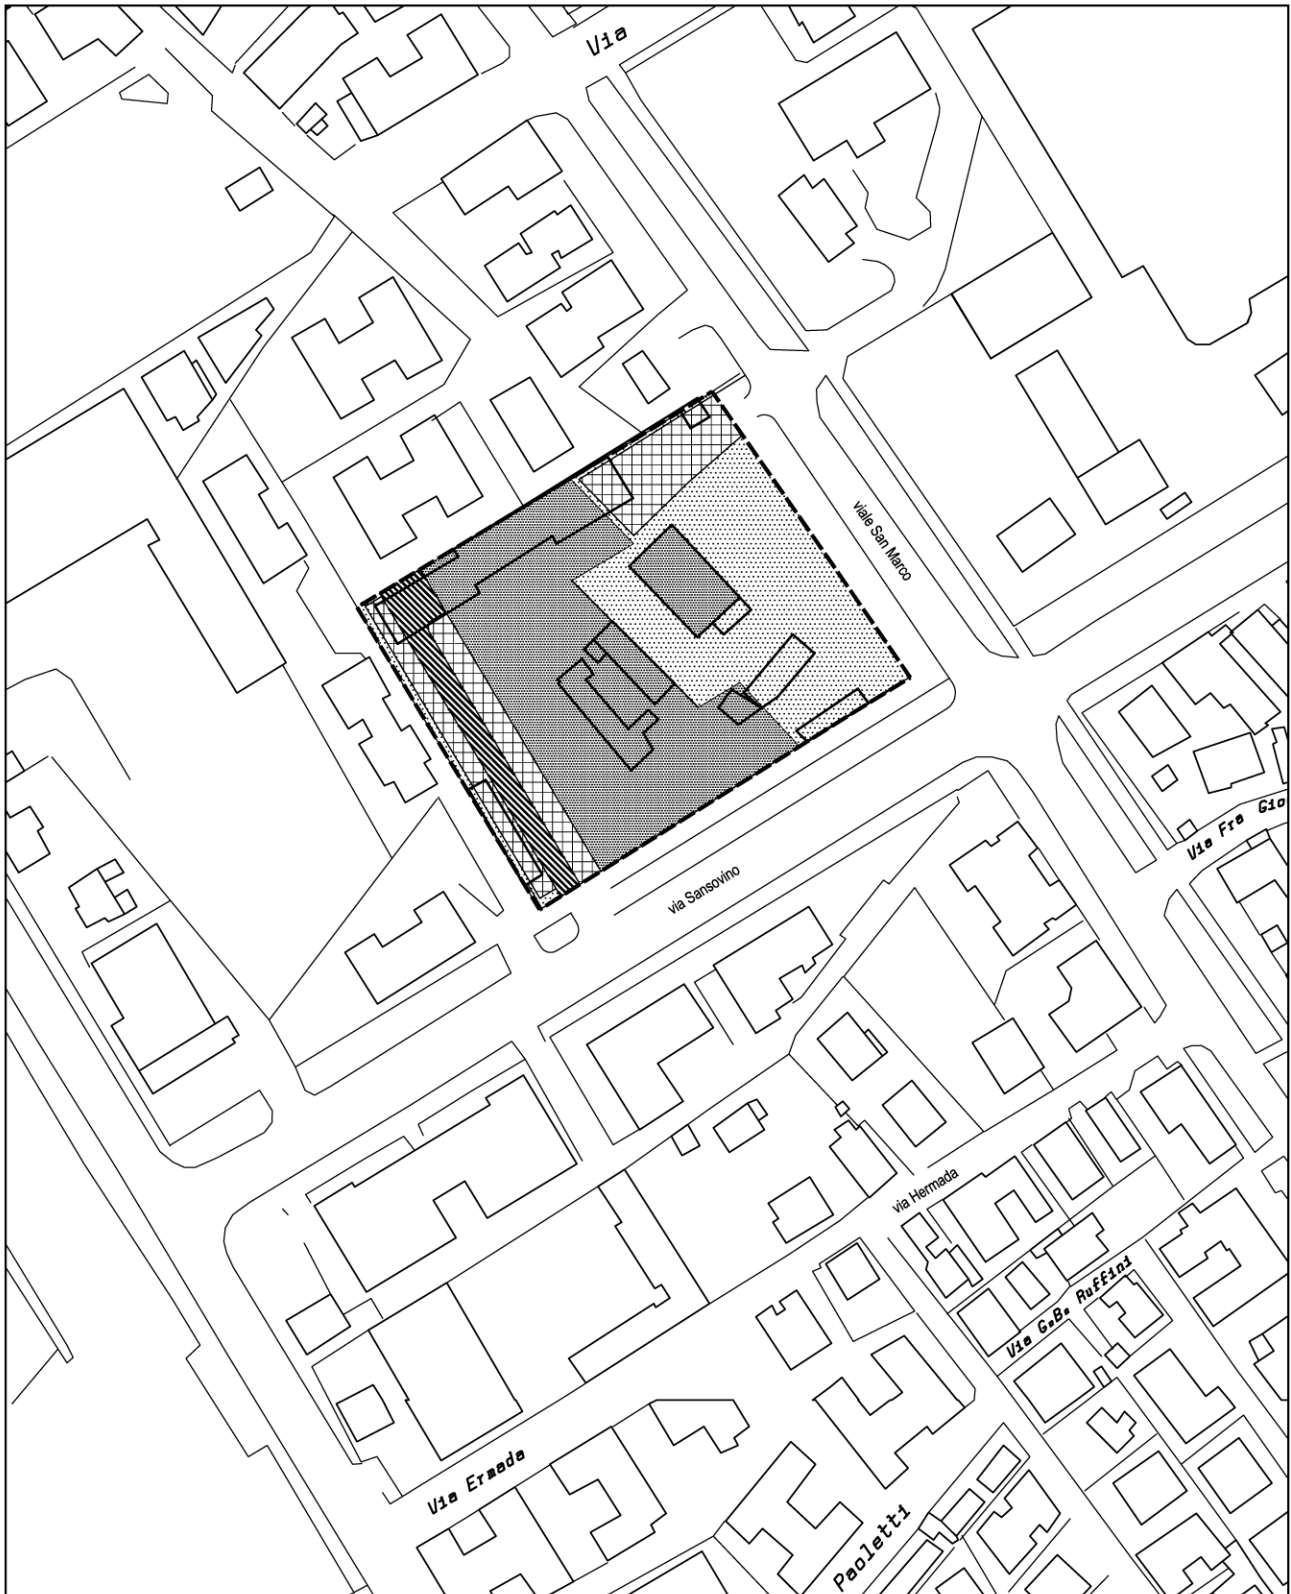 Via
viale San Marco
Via Fra Gio
via Sansovino
via Hermada
Via G.B. Ruffini
Via Ermada
Paoletti